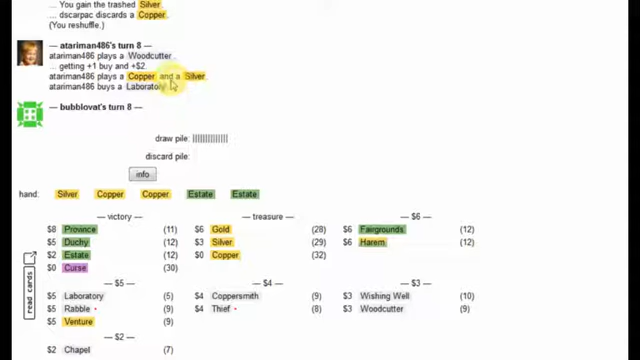 ... You gain the trashed Silver.
... dscarpac discards a Copper.
(You reshuffle.)
— atariman486's turn 8 —
atariman486 plays a Woodcutter.
... getting +1 buy and +$2.
atariman486 plays a Copper and a Silver.
atariman486 buys a Laboratory.
— bubblovat's turn 8 —
draw pile:
discard pile:
info
hand: Silver Copper Copper Estate Estate
— victory — — treasure — — $6 —
$8 Province (11) $6 Gold (28) $6 Fairgrounds (12)
$5 Duchy (12) $3 Silver (29) $6 Harem (12)
$2 Estate (12) $0 Copper (32)
$0 Curse (30)
read cards
— $5 — — $4 — — $3 —
$5 Laboratory (5) $4 Coppersmith (9) $3 Wishing Well (10)
$5 Rabble (9) $4 Thief (8) $3 Woodcutter (9)
$5 Venture (9)
— $2 —
$2 Chapel (7)